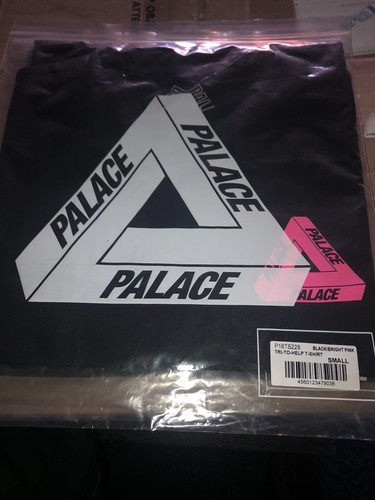 PALACE
PALACE
PALACE
PALACE
PALACE
P18TS228 BLACK/BRIGHT PINK
TRI-TO-HELP T-SHIRT
SMALL
4560123479038